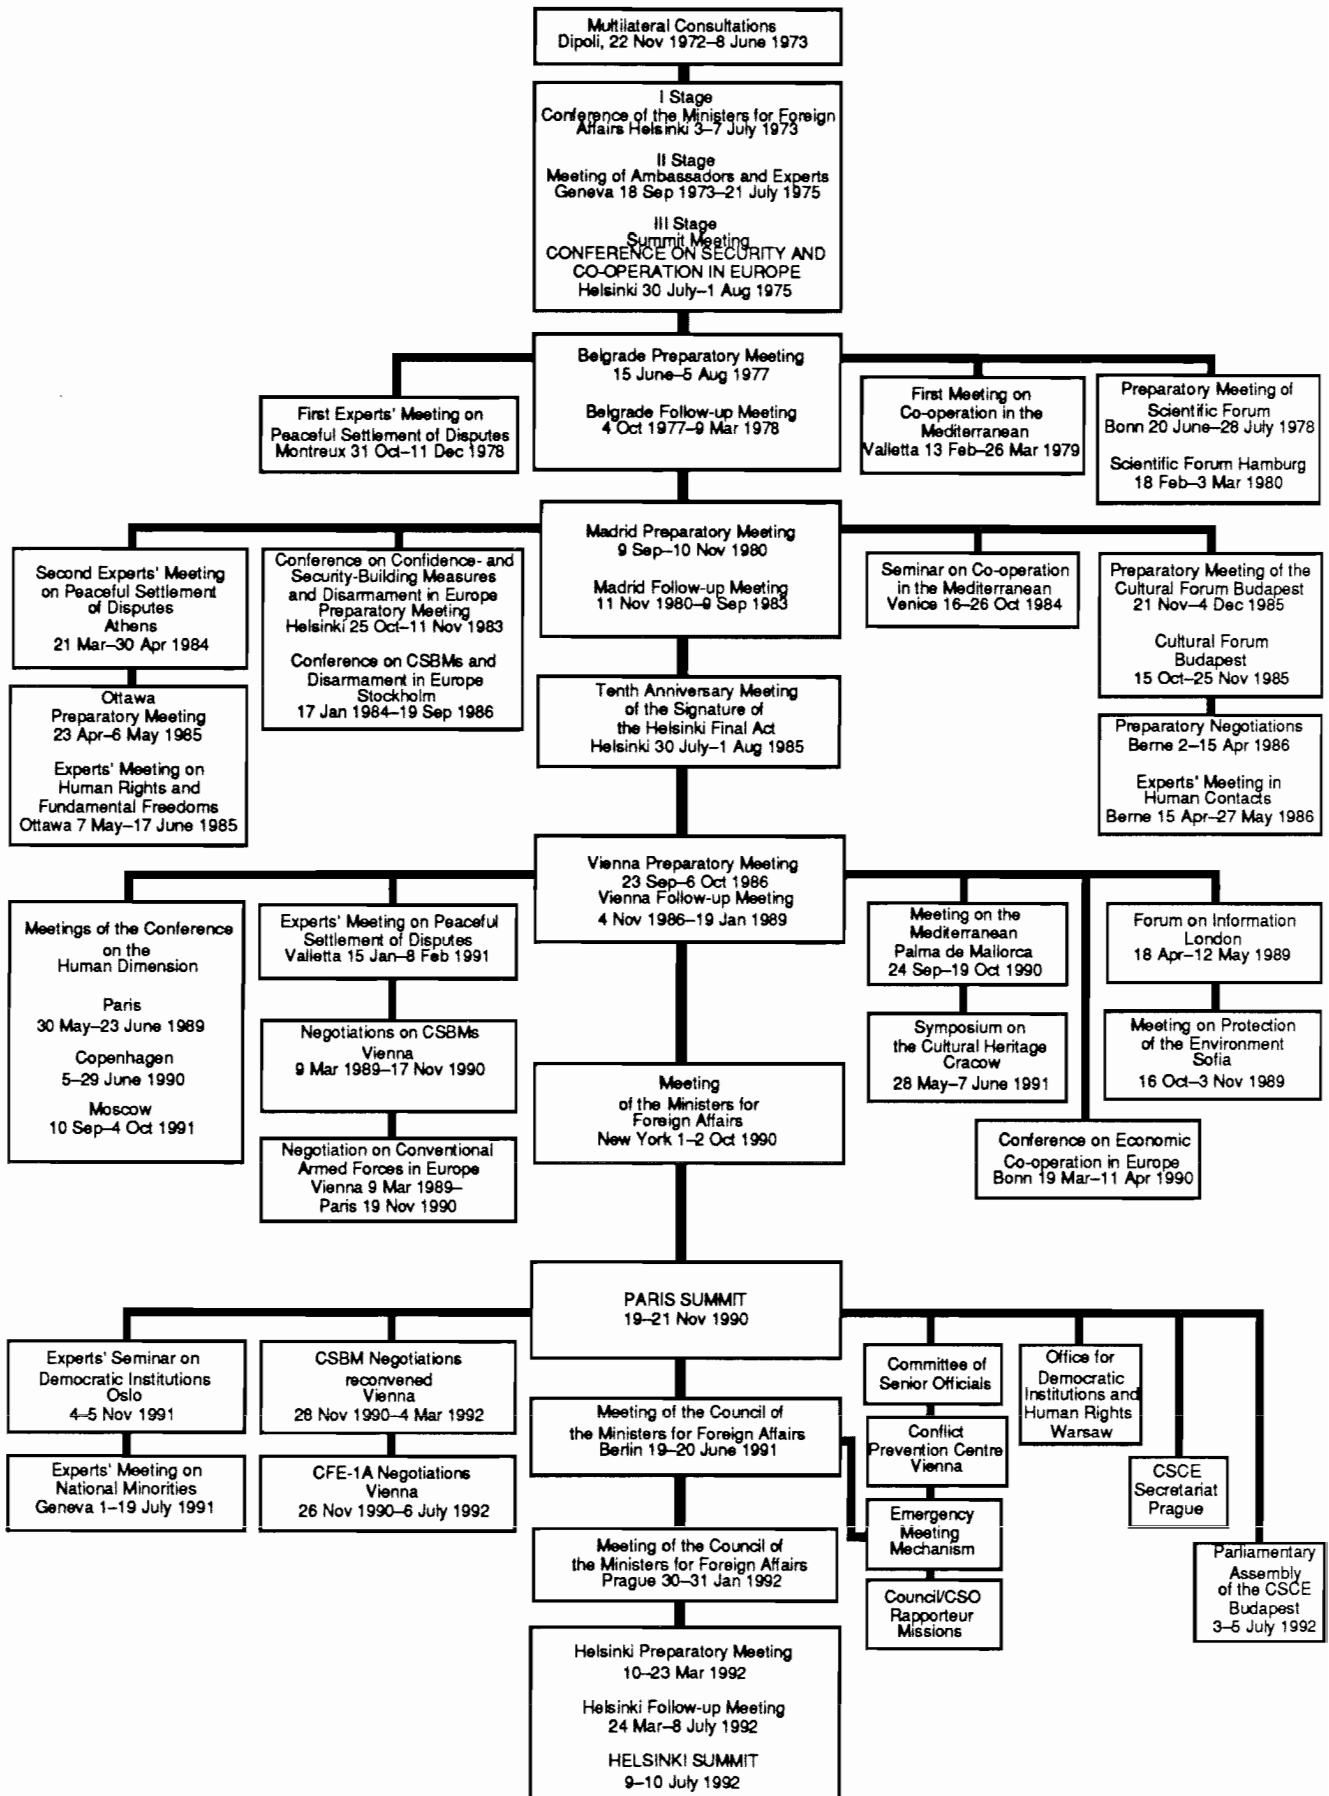 Multilateral Consultations
Dipoli, 22 Nov 1972–8 June 1973
I Stage
Conference of the Ministers for Foreign
Affairs Helsinki 3–7 July 1973
II Stage
Meeting of Ambassadors and Experts
Geneva 18 Sep 1973–21 July 1975
III Stage
Summit Meeting
CONFERENCE ON SECURITY AND
CO-OPERATION IN EUROPE
Helsinki 30 July–1 Aug 1975
Belgrade Preparatory Meeting
15 June–5 Aug 1977
Belgrade Follow-up Meeting
4 Oct 1977–9 Mar 1978
First Experts' Meeting on
Peaceful Settlement of Disputes
Montreux 31 Oct–11 Dec 1978
First Meeting on
Co-operation in the
Mediterranean
Valletta 13 Feb–26 Mar 1979
Preparatory Meeting of
Scientific Forum
Bonn 20 June–28 July 1978
Scientific Forum Hamburg
18 Feb–3 Mar 1980
Madrid Preparatory Meeting
9 Sep–10 Nov 1980
Madrid Follow-up Meeting
11 Nov 1980–9 Sep 1983
Second Experts' Meeting
on Peaceful Settlement
of Disputes
Athens
21 Mar–30 Apr 1984
Conference on Confidence- and
Security-Building Measures
and Disarmament in Europe
Preparatory Meeting
Helsinki 25 Oct–11 Nov 1983
Conference on CSBMs and
Disarmament in Europe
Stockholm
17 Jan 1984–19 Sep 1986
Seminar on Co-operation
in the Mediterranean
Venice 16–26 Oct 1984
Preparatory Meeting of the
Cultural Forum Budapest
21 Nov–4 Dec 1985
Cultural Forum
Budapest
15 Oct–25 Nov 1985
Ottawa
Preparatory Meeting
23 Apr–6 May 1985
Experts' Meeting on
Human Rights and
Fundamental Freedoms
Ottawa 7 May–17 June 1985
Tenth Anniversary Meeting
of the Signature of
the Helsinki Final Act
Helsinki 30 July–1 Aug 1985
Preparatory Negotiations
Berne 2–15 Apr 1986
Experts' Meeting in
Human Contacts
Berne 15 Apr–27 May 1986
Vienna Preparatory Meeting
23 Sep–6 Oct 1986
Vienna Follow-up Meeting
4 Nov 1986–19 Jan 1989
Meetings of the Conference
on the
Human Dimension
Paris
30 May–23 June 1989
Copenhagen
5–29 June 1990
Moscow
10 Sep–4 Oct 1991
Experts' Meeting on Peaceful
Settlement of Disputes
Valletta 15 Jan–8 Feb 1991
Negotiations on CSBMs
Vienna
9 Mar 1989–17 Nov 1990
Negotiation on Conventional
Armed Forces in Europe
Vienna 9 Mar 1989–
Paris 19 Nov 1990
Meeting on the
Mediterranean
Palma de Mallorca
24 Sep–19 Oct 1990
Symposium on
the Cultural Heritage
Cracow
28 May–7 June 1991
Forum on Information
London
18 Apr–12 May 1989
Meeting on Protection
of the Environment
Sofia
16 Oct–3 Nov 1989
Meeting
of the Ministers for
Foreign Affairs
New York 1–2 Oct 1990
Conference on Economic
Co-operation in Europe
Bonn 19 Mar–11 Apr 1990
PARIS SUMMIT
19–21 Nov 1990
Experts' Seminar on
Democratic Institutions
Oslo
4–5 Nov 1991
Experts' Meeting on
National Minorities
Geneva 1–19 July 1991
CSBM Negotiations
reconvened
Vienna
28 Nov 1990–4 Mar 1992
CFE-1A Negotiations
Vienna
26 Nov 1990–6 July 1992
Meeting of the Council of
the Ministers for Foreign Affairs
Berlin 19–20 June 1991
Meeting of the Council of
the Ministers for Foreign Affairs
Prague 30–31 Jan 1992
Committee of
Senior Officials
Conflict
Prevention Centre
Vienna
Emergency
Meeting
Mechanism
Council/CSO
Rapporteur
Missions
Office for
Democratic
Institutions and
Human Rights
Warsaw
CSCE
Secretariat
Prague
Parliamentary
Assembly
of the CSCE
Budapest
3–5 July 1992
Helsinki Preparatory Meeting
10–23 Mar 1992
Helsinki Follow-up Meeting
24 Mar–8 July 1992
HELSINKI SUMMIT
9–10 July 1992